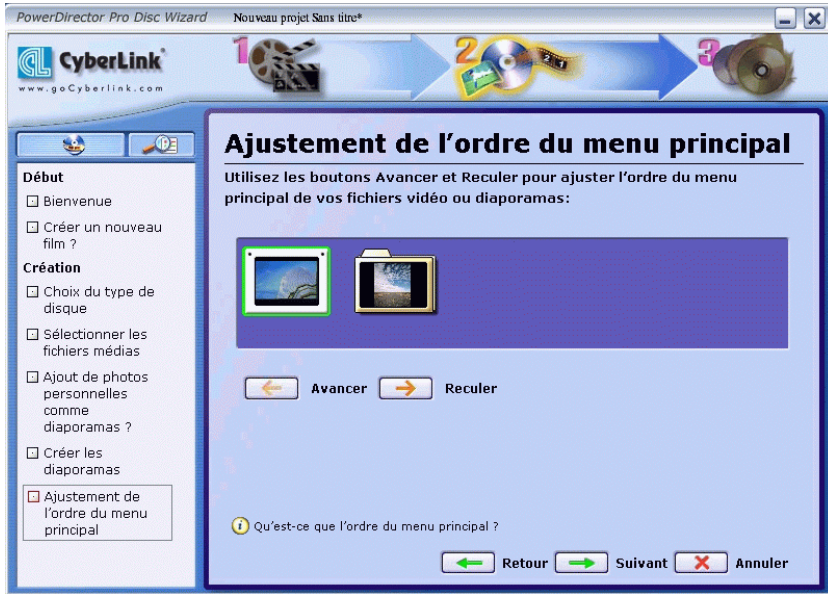 PowerDirector Pro Disc Wizard Nouveau projet Sans titre*
CyberLink
www.goCyberlink.com
1
2
3
Début
Bienvenue
Créer un nouveau
film ?
Création
Choix du type de
disque
Sélectionner les
fichiers médias
Ajout de photos
personnelles
comme
diaporamas ?
Créer les
diaporamas
Ajustement de
l'ordre du menu
principal
Ajustement de l'ordre du menu principal
Utilisez les boutons Avancer et Reculer pour ajuster l'ordre du menu
principal de vos fichiers vidéo ou diaporamas:
Avancer Reculer
Qu'est-ce que l'ordre du menu principal ?
Retour Suivant Annuler